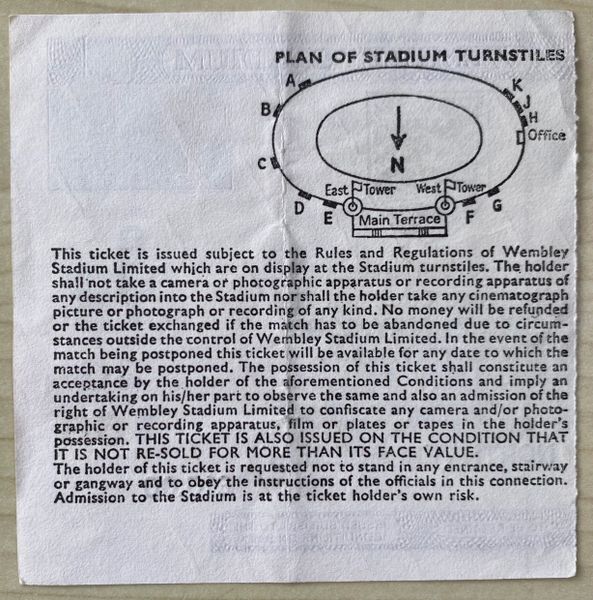 PLAN OF STADIUM TURNSTILES
A
K
J
B
H
Office
C
N
East Tower
West Tower
D
E
Main Terrace
F
G
This ticket is issued subject to the Rules and Regulations of Wembley
Stadium Limited which are on display at the Stadium turnstiles. The holder
shall not take a camera or photographic apparatus or recording apparatus of
any description into the Stadium nor shall the holder take any cinematograph
picture or photograph or recording of any kind. No money will be refunded
or the ticket exchanged if the match has to be abandoned due to circum-
stances outside the control of Wembley Stadium Limited. In the event of the
match being postponed this ticket will be available for any date to which the
match may be postponed. The possession of this ticket shall constitute an
acceptance by the holder of the aforementioned Conditions and imply an
undertaking on his/her part to observe the same and also an admission of the
right of Wembley Stadium Limited to confiscate any camera and/or photo-
graphic or recording apparatus, film or plates or tapes in the holder's
possession. THIS TICKET IS ALSO ISSUED ON THE CONDITION THAT
IT IS NOT RE-SOLD FOR MORE THAN ITS FACE VALUE.
The holder of this ticket is requested not to stand in any entrance, stairway
or gangway and to obey the instructions of the officials in this connection.
Admission to the Stadium is at the ticket holder's own risk.